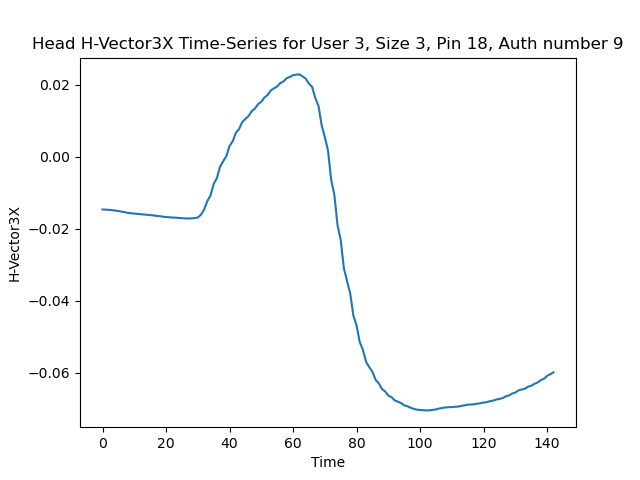 Head H-Vector3X Time-Series for User 3, Size 3, Pin 18, Auth number 9
0.02
0.00
−0.02
−0.04
−0.06
H-Vector3X
0 20 40 60 80 100 120 140
Time